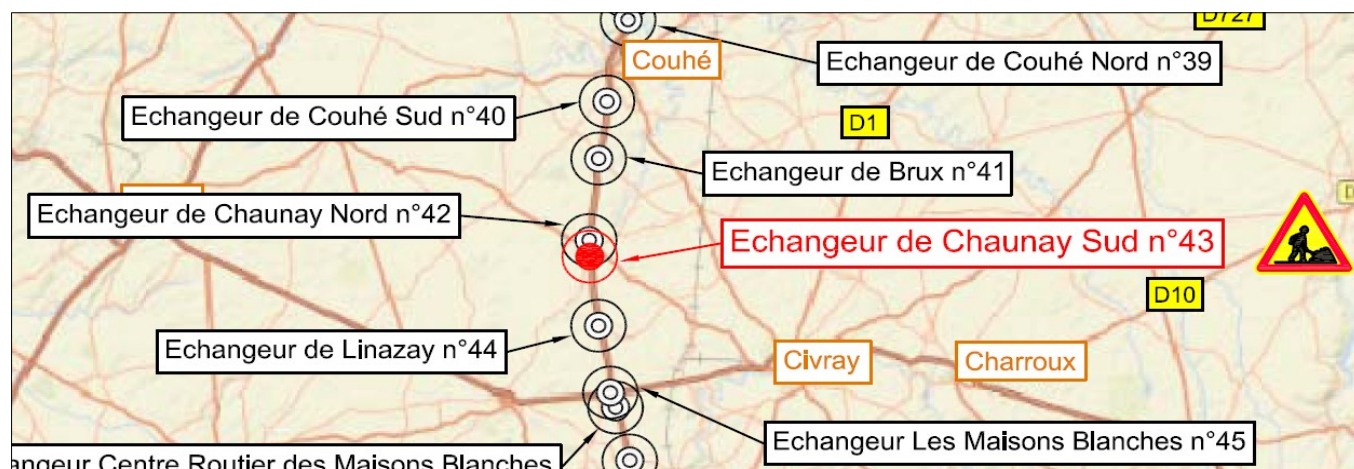 D727
Echangeur de Couhé Nord n°39
Couhé
Echangeur de Couhé Sud n°40
D1
Echangeur de Brux n°41
Echangeur de Chaunay Nord n°42
Echangeur de Chaunay Sud n°43
D10
Echangeur de Linazay n°44
Civray
Charroux
Echangeur Les Maisons Blanches n°45
Centre Routier des Maisons Blanches